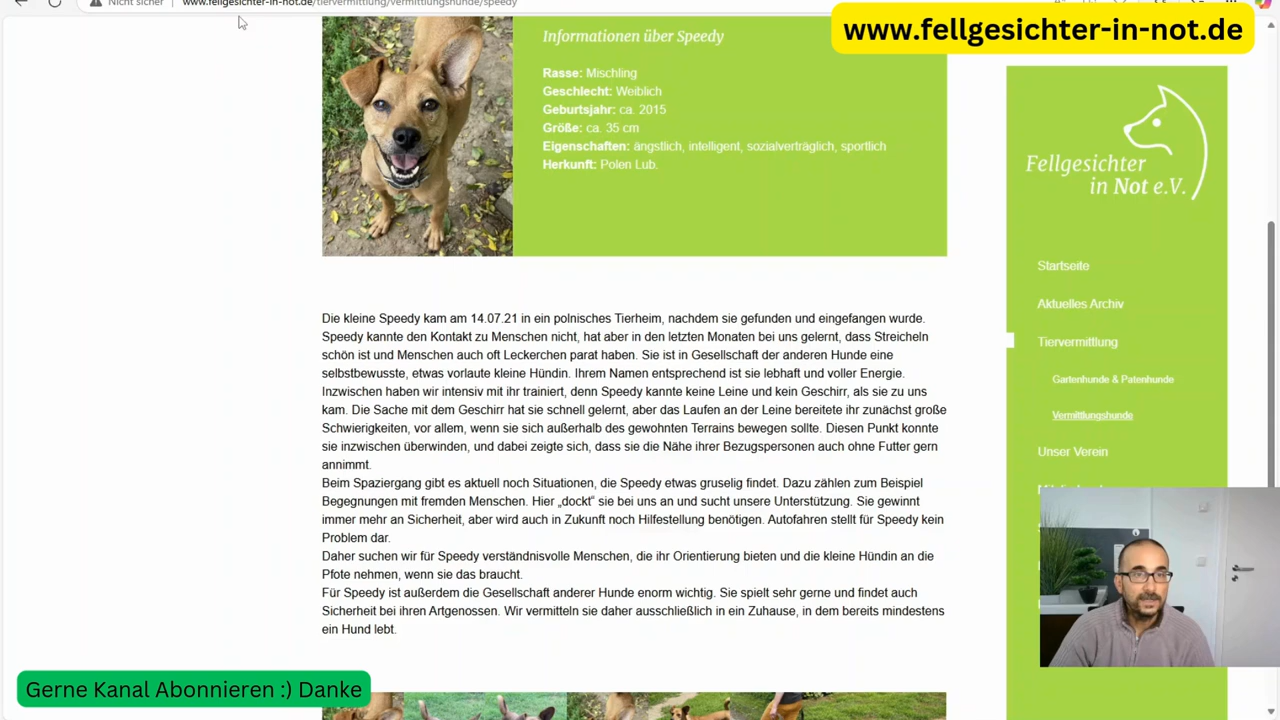 Nicht sicher
www.fellgesichter-in-not.de/tiervermittlung/vermittlungshunde/speedy
www.fellgesichter-in-not.de
Informationen über Speedy
Rasse: Mischling
Geschlecht: Weiblich
Geburtsjahr: ca. 2015
Größe: ca. 35 cm
Eigenschaften: ängstlich, intelligent, sozialverträglich, sportlich
Herkunft: Polen Lub.
Die kleine Speedy kam am 14.07.21 in ein polnisches Tierheim, nachdem sie gefunden und eingefangen wurde.
Speedy kannte den Kontakt zu Menschen nicht, hat aber in den letzten Monaten bei uns gelernt, dass Streicheln
schön ist und Menschen auch oft Leckerchen parat haben. Sie ist in Gesellschaft der anderen Hunde eine
selbstbewusste, etwas vorlaute kleine Hündin. Ihrem Namen entsprechend ist sie lebhaft und voller Energie.
Inzwischen haben wir intensiv mit ihr trainiert, denn Speedy kannte keine Leine und kein Geschirr, als sie zu uns
kam. Die Sache mit dem Geschirr hat sie schnell gelernt, aber das Laufen an der Leine bereitete ihr zunächst große
Schwierigkeiten, vor allem, wenn sie sich außerhalb des gewohnten Terrains bewegen sollte. Diesen Punkt konnte
sie inzwischen überwinden, und dabei zeigte sich, dass sie die Nähe ihrer Bezugspersonen auch ohne Futter gern
annimmt.
Beim Spaziergang gibt es aktuell noch Situationen, die Speedy etwas gruselig findet. Dazu zählen zum Beispiel
Begegnungen mit fremden Menschen. Hier „dockt“ sie bei uns an und sucht unsere Unterstützung. Sie gewinnt
immer mehr an Sicherheit, aber wird auch in Zukunft noch Hilfestellung benötigen. Autofahren stellt für Speedy kein
Problem dar.
Daher suchen wir für Speedy verständnisvolle Menschen, die ihr Orientierung bieten und die kleine Hündin an die
Pfote nehmen, wenn sie das braucht.
Für Speedy ist außerdem die Gesellschaft anderer Hunde enorm wichtig. Sie spielt sehr gerne und findet auch
Sicherheit bei ihren Artgenossen. Wir vermitteln sie daher ausschließlich in ein Zuhause, in dem bereits mindestens
ein Hund lebt.
Fellgesichter
in Not e.V.
Startseite
Aktuelles Archiv
Tiervermittlung
Gartenhunde & Patenhunde
Vermittlungshunde
Unser Verein
Gerne Kanal Abonnieren :) Danke